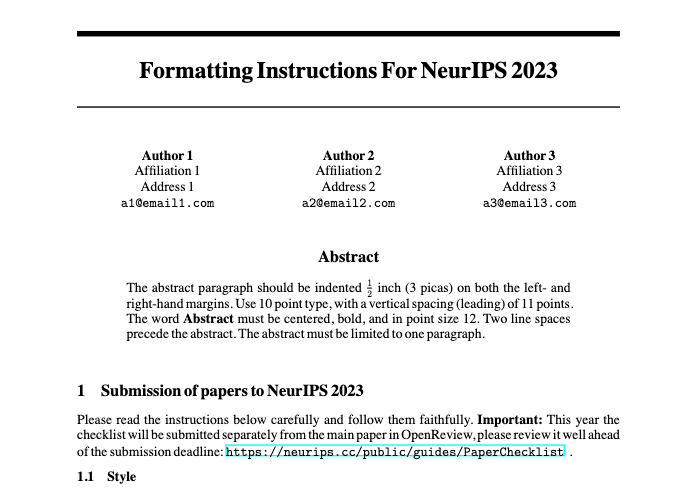 Formatting Instructions For NeurIPS 2023
Author 1 Author 2 Author 3
Affiliation 1 Affiliation 2 Affiliation 3
Address 1 Address 2 Address 3
a1@email1.com a2@email2.com a3@email3.com
Abstract
The abstract paragraph should be indented 1/2 inch (3 picas) on both the left- and
right-hand margins. Use 10 point type, with a vertical spacing (leading) of 11 points.
The word Abstract must be centered, bold, and in point size 12. Two line spaces
precede the abstract. The abstract must be limited to one paragraph.
1 Submission of papers to NeurIPS 2023
Please read the instructions below carefully and follow them faithfully. Important: This year the
checklist will be submitted separately from the main paper in OpenReview, please review it well ahead
of the submission deadline: https://neurips.cc/public/guides/PaperChecklist .
1.1 Style